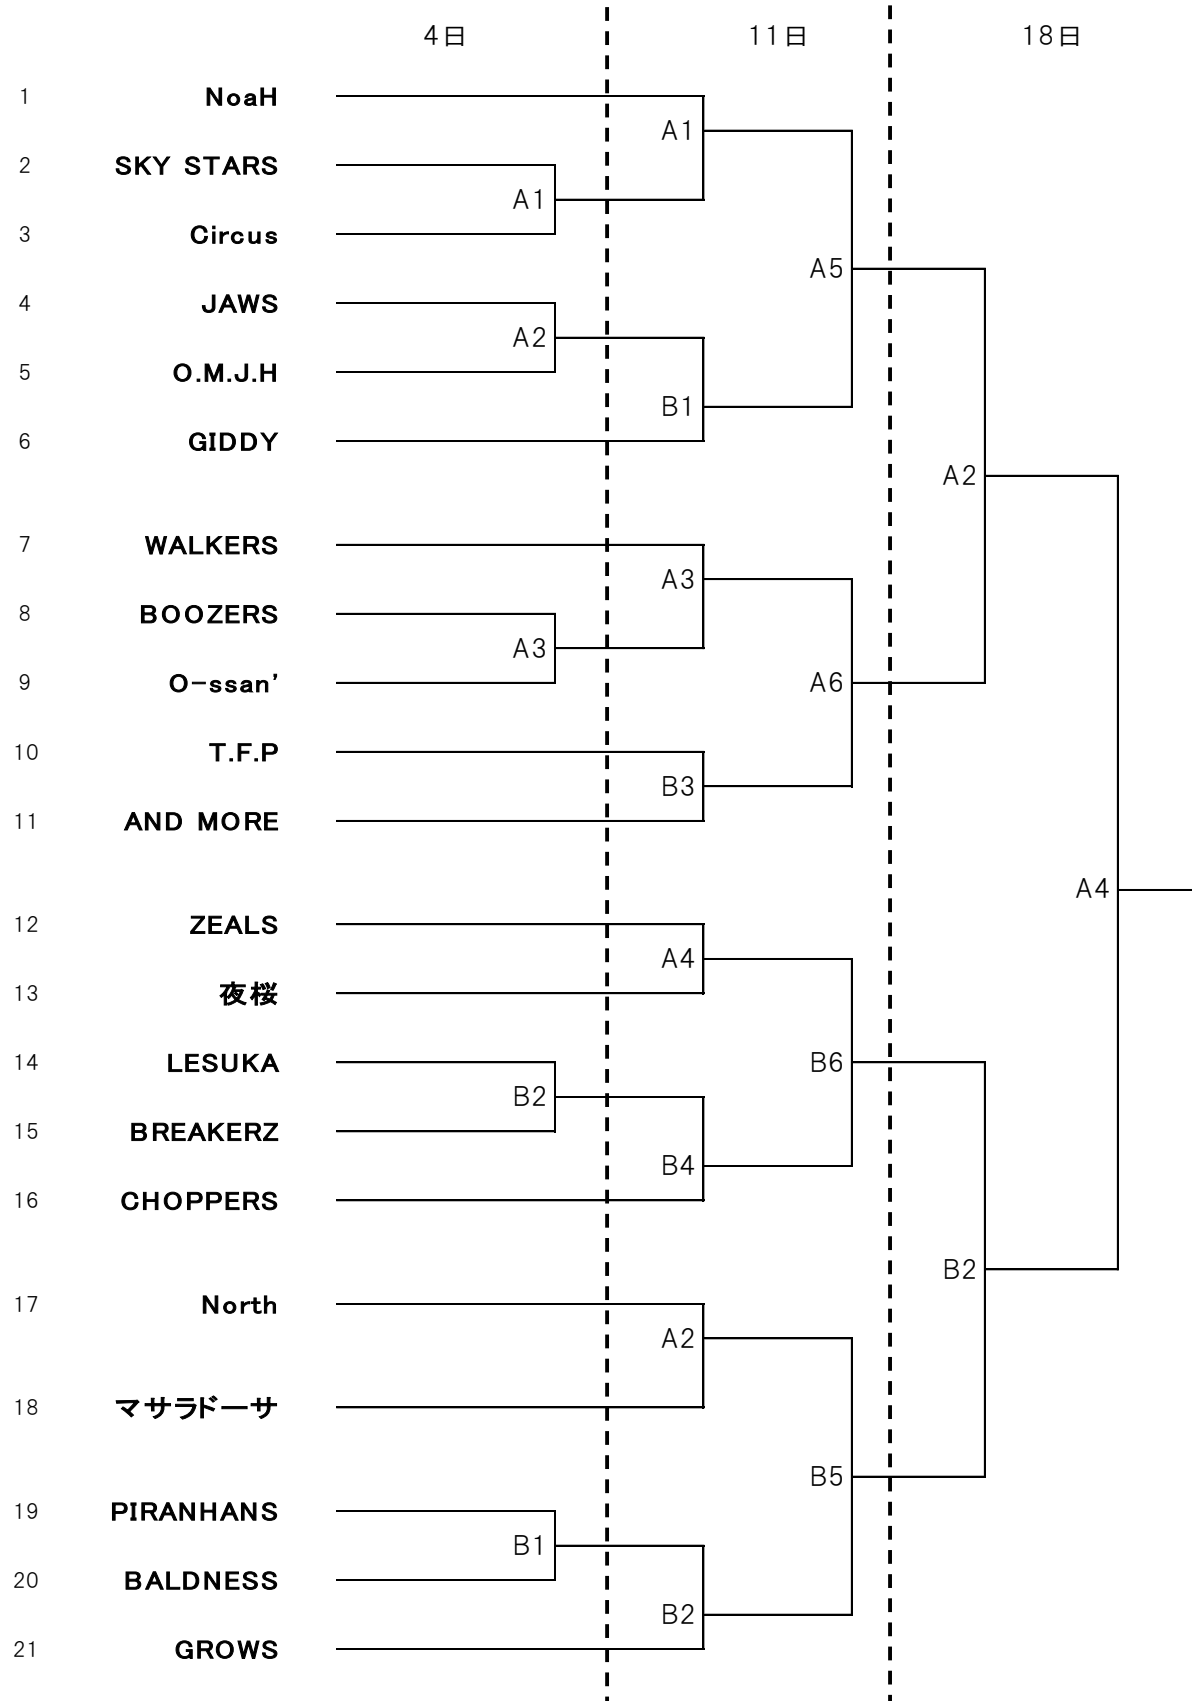 4日 11日 18日
1 NoaH
A1
2 SKY STARS
A1
3 Circus
A5
4 JAWS
A2
5 O.M.J.H
B1
6 GIDDY
A2
7 WALKERS
A3
8 BOOZERS
A3
9 O-ssan’
A6
10 T.F.P
B3
11 AND MORE
A4
12 ZEALS
A4
13 夜桜
14 LESUKA
B6
B2
15 BREAKERZ
B4
16 CHOPPERS
B2
17 North
A2
18 マサラドーサ
B5
19 PIRANHANS
B1
20 BALDNESS
B2
21 GROWS